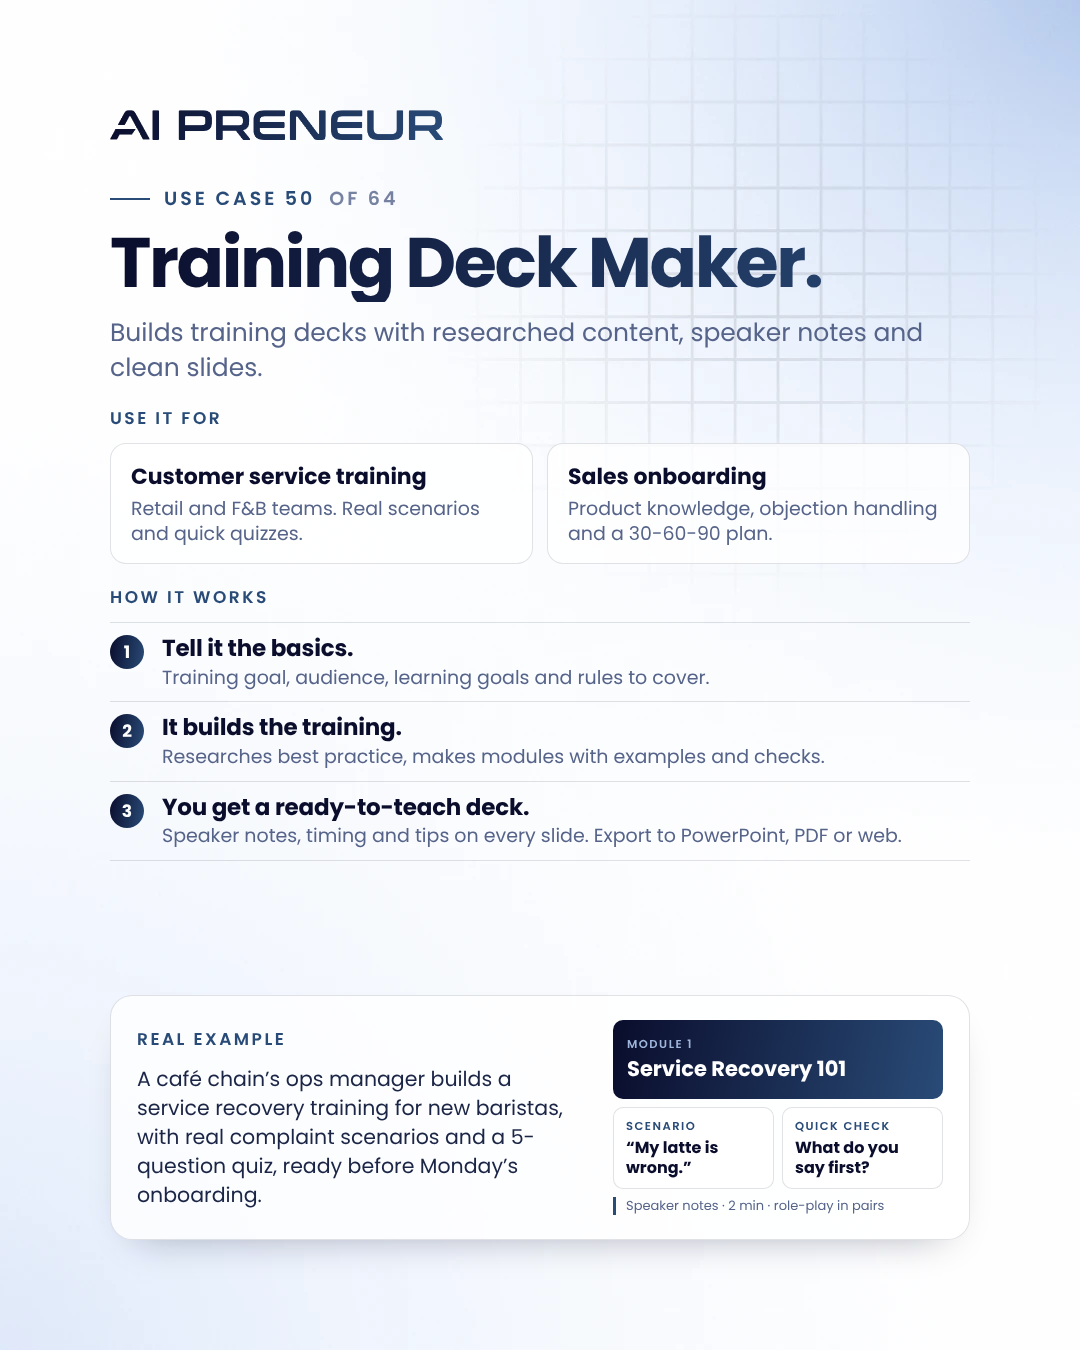 AI PRENEUR
USE CASE 50 OF 64
Training Deck Maker.
Builds training decks with researched content, speaker notes and
clean slides.
USE IT FOR
Customer service training
Retail and F&B teams. Real scenarios
and quick quizzes.
Sales onboarding
Product knowledge, objection handling
and a 30-60-90 plan.
HOW IT WORKS
1
Tell it the basics.
Training goal, audience, learning goals and rules to cover.
2
It builds the training.
Researches best practice, makes modules with examples and checks.
3
You get a ready-to-teach deck.
Speaker notes, timing and tips on every slide. Export to PowerPoint, PDF or web.
REAL EXAMPLE
A café chain’s ops manager builds a
service recovery training for new baristas,
with real complaint scenarios and a 5-
question quiz, ready before Monday’s
onboarding.
MODULE 1
Service Recovery 101
SCENARIO
“My latte is
wrong.”
QUICK CHECK
What do you
say first?
Speaker notes · 2 min · role-play in pairs